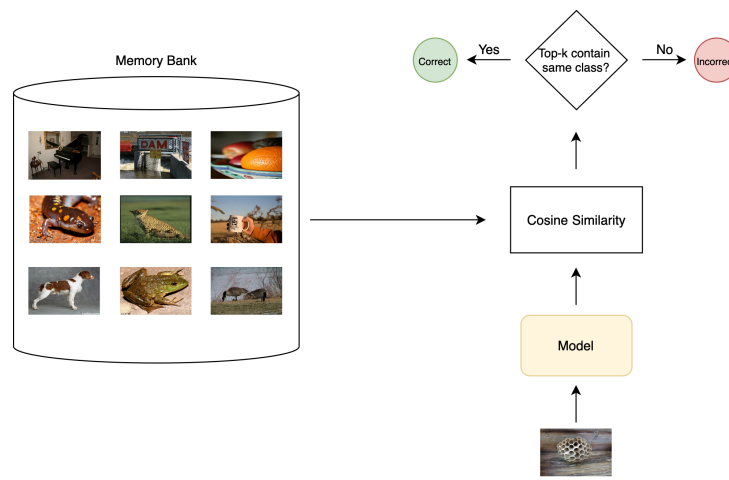 Memory Bank
DAM
Yes
Top-k contain
same class?
No
Correct
Incorrec
Cosine Similarity
Model